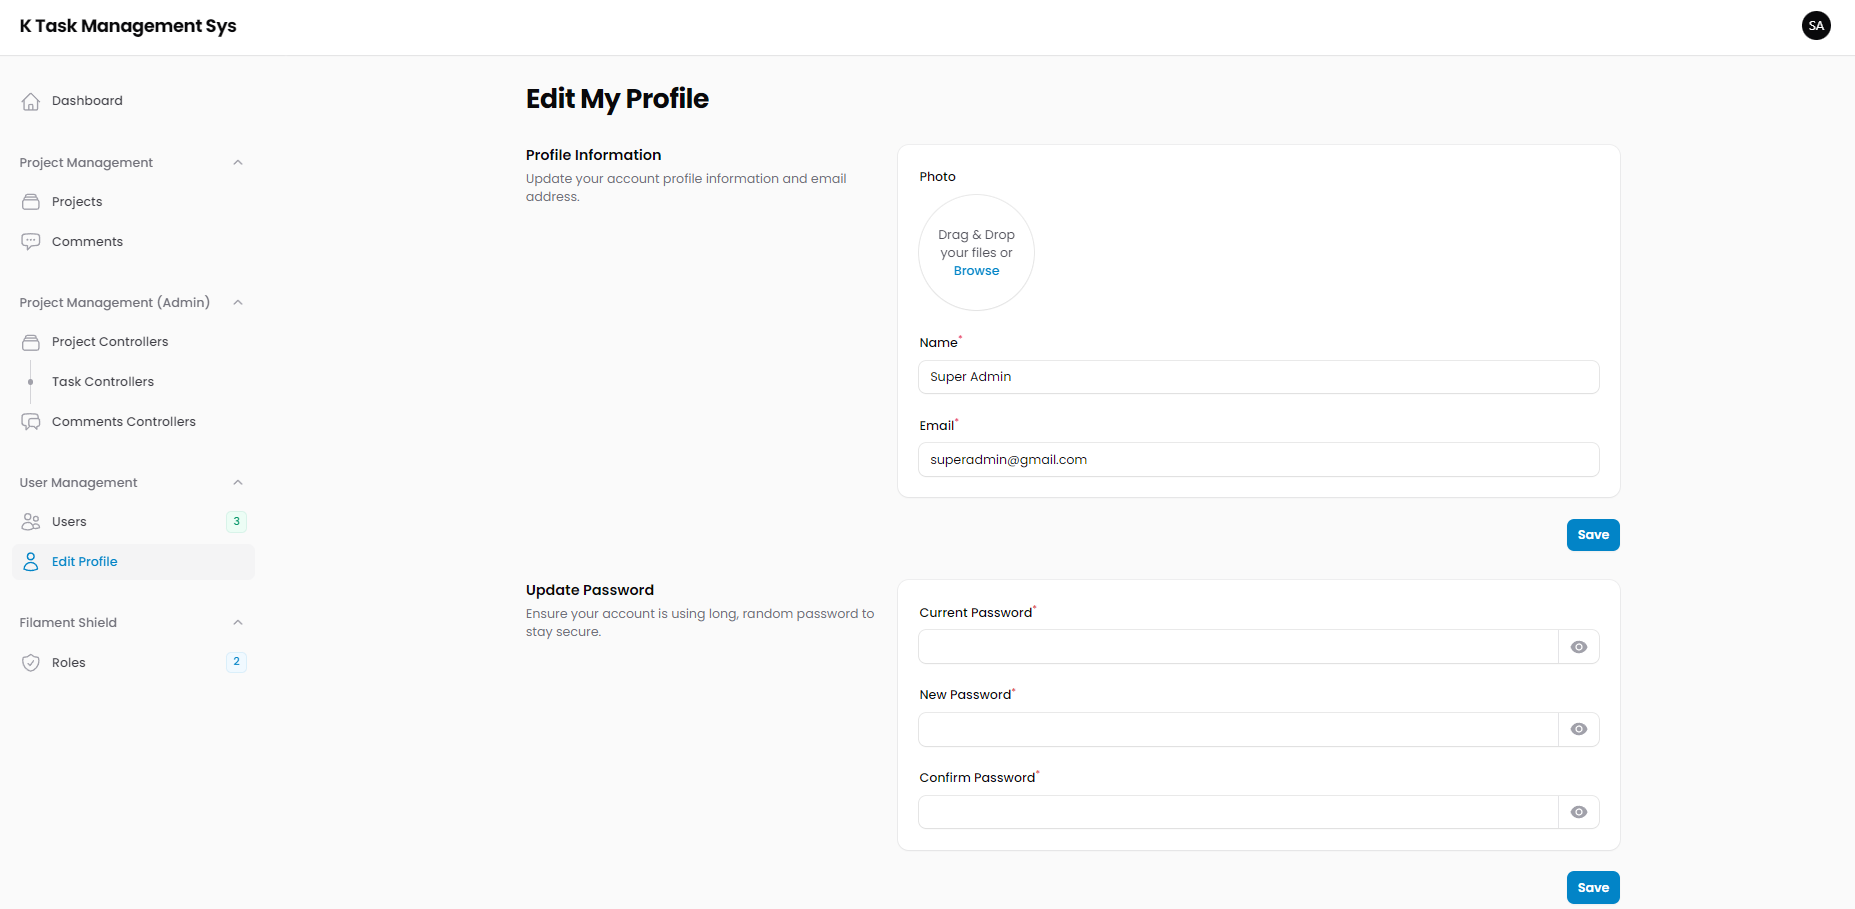 K Task Management Sys
SA
Dashboard
Project Management
Projects
Comments
Project Management (Admin)
Project Controllers
Task Controllers
Comments Controllers
User Management
Users
3
Edit Profile
Filament Shield
Roles
2
Edit My Profile
Profile Information
Update your account profile information and email
address.
Photo
Drag & Drop
your files or
Browse
Name*
Super Admin
Email*
superadmin@gmail.com
Save
Update Password
Ensure your account is using long, random password to
stay secure.
Current Password*
New Password*
Confirm Password*
Save